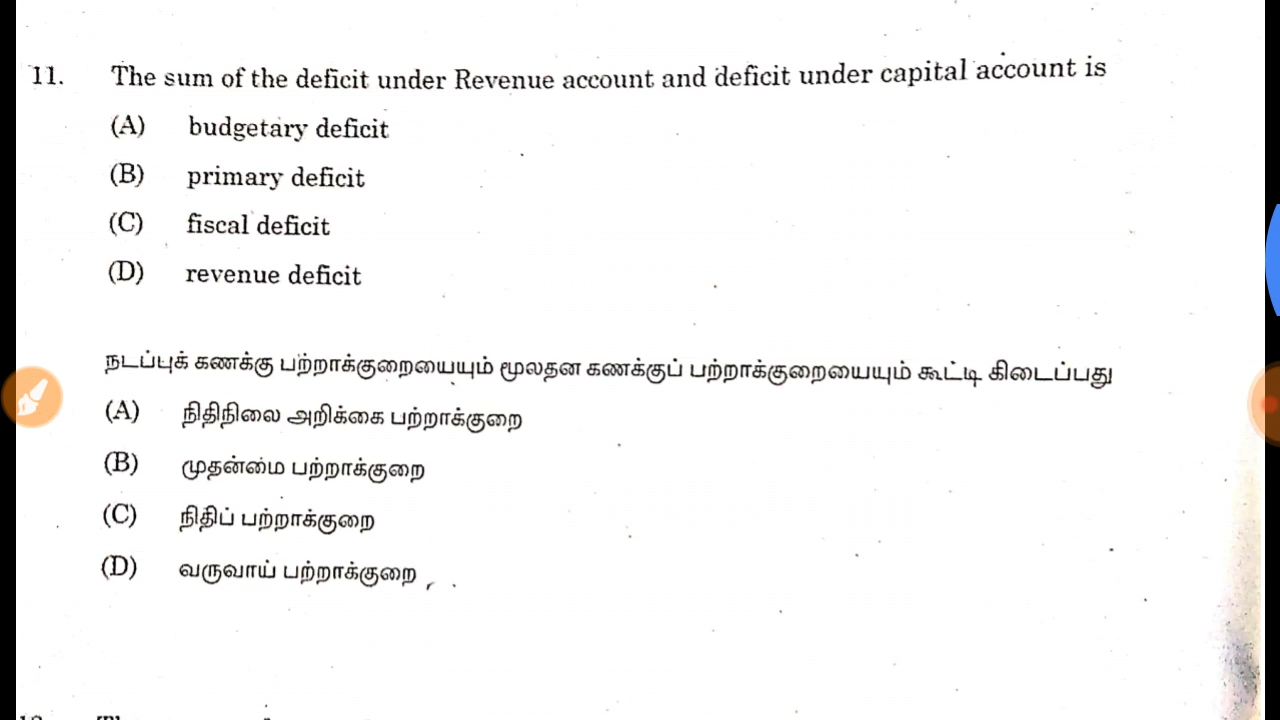 11. The sum of the deficit under Revenue account and deficit under capital account is
(A) budgetary deficit
(B) primary deficit
(C) fiscal deficit
(D) revenue deficit
நடப்புக் கணக்கு பற்றாக்குறையையும் மூலதன கணக்குப் பற்றாக்குறையையும் கூட்டி கிடைப்பது
(A) நிதிநிலை அறிக்கை பற்றாக்குறை
(B) முதன்மை பற்றாக்குறை
(C) நிதிப் பற்றாக்குறை
(D) வருவாய் பற்றாக்குறை